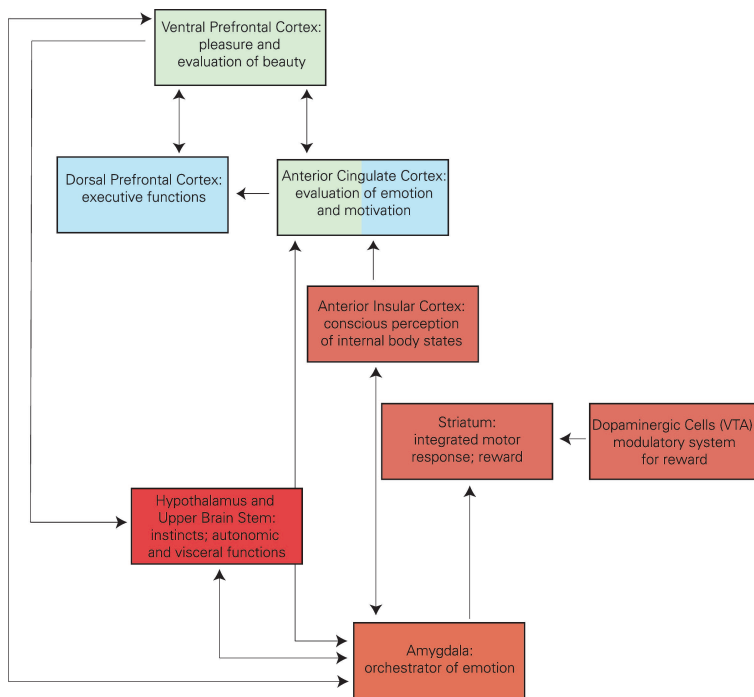 Ventral Prefrontal Cortex:
pleasure and
evaluation of beauty
Dorsal Prefrontal Cortex:
executive functions
Anterior Cingulate Cortex:
evaluation of emotion
and motivation
Anterior Insular Cortex:
conscious perception
of internal body states
Striatum:
integrated motor
response; reward
Dopaminergic Cells (VTA)
modulatory system
for reward
Hypothalamus and
Upper Brain Stem:
instincts; autonomic
and visceral functions
Amygdala:
orchestrator of emotion